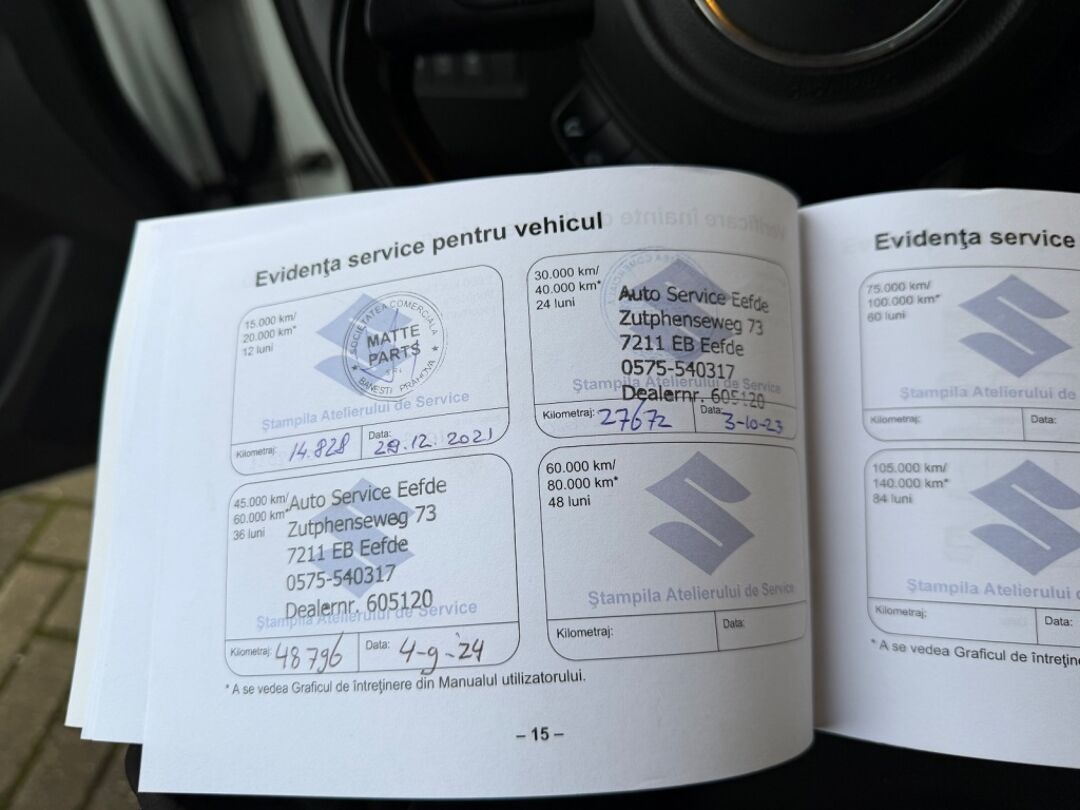 Evidenţa service pentru vehicul
15.000 km/
20.000 km*
12 luni
SOCIETATEA COMERCIALA
MATTE
PARTS
BANESTI PRAHOVA
Ştampila Atelierului de Service
Kilometraj: 14.828
Data: 29.12.2021
30.000 km/
40.000 km*
24 luni
Auto Service Eefde
Zutphenseweg 73
7211 EB Eefde
0575-540317
Dealernr. 605120
Ştampila Atelierului de Service
Kilometraj: 27672
Data: 3-10-23
45.000 km/
60.000 km*
36 luni
Auto Service Eefde
Zutphenseweg 73
7211 EB Eefde
0575-540317
Dealernr. 605120
Ştampila Atelierului de Service
Kilometraj: 48796
Data: 4-9-'24
60.000 km/
80.000 km*
48 luni
Ştampila Atelierului de Service
Kilometraj:
Data:
* A se vedea Graficul de întreţinere din Manualul utilizatorului.
– 15 –
Evidenţa service
75.000 km/
100.000 km*
60 luni
Ştampila Atelierului
Kilometraj:
Data:
105.000 km/
140.000 km*
84 luni
Ştampila Atelierului
Kilometraj:
Data:
* A se vedea Graficul de